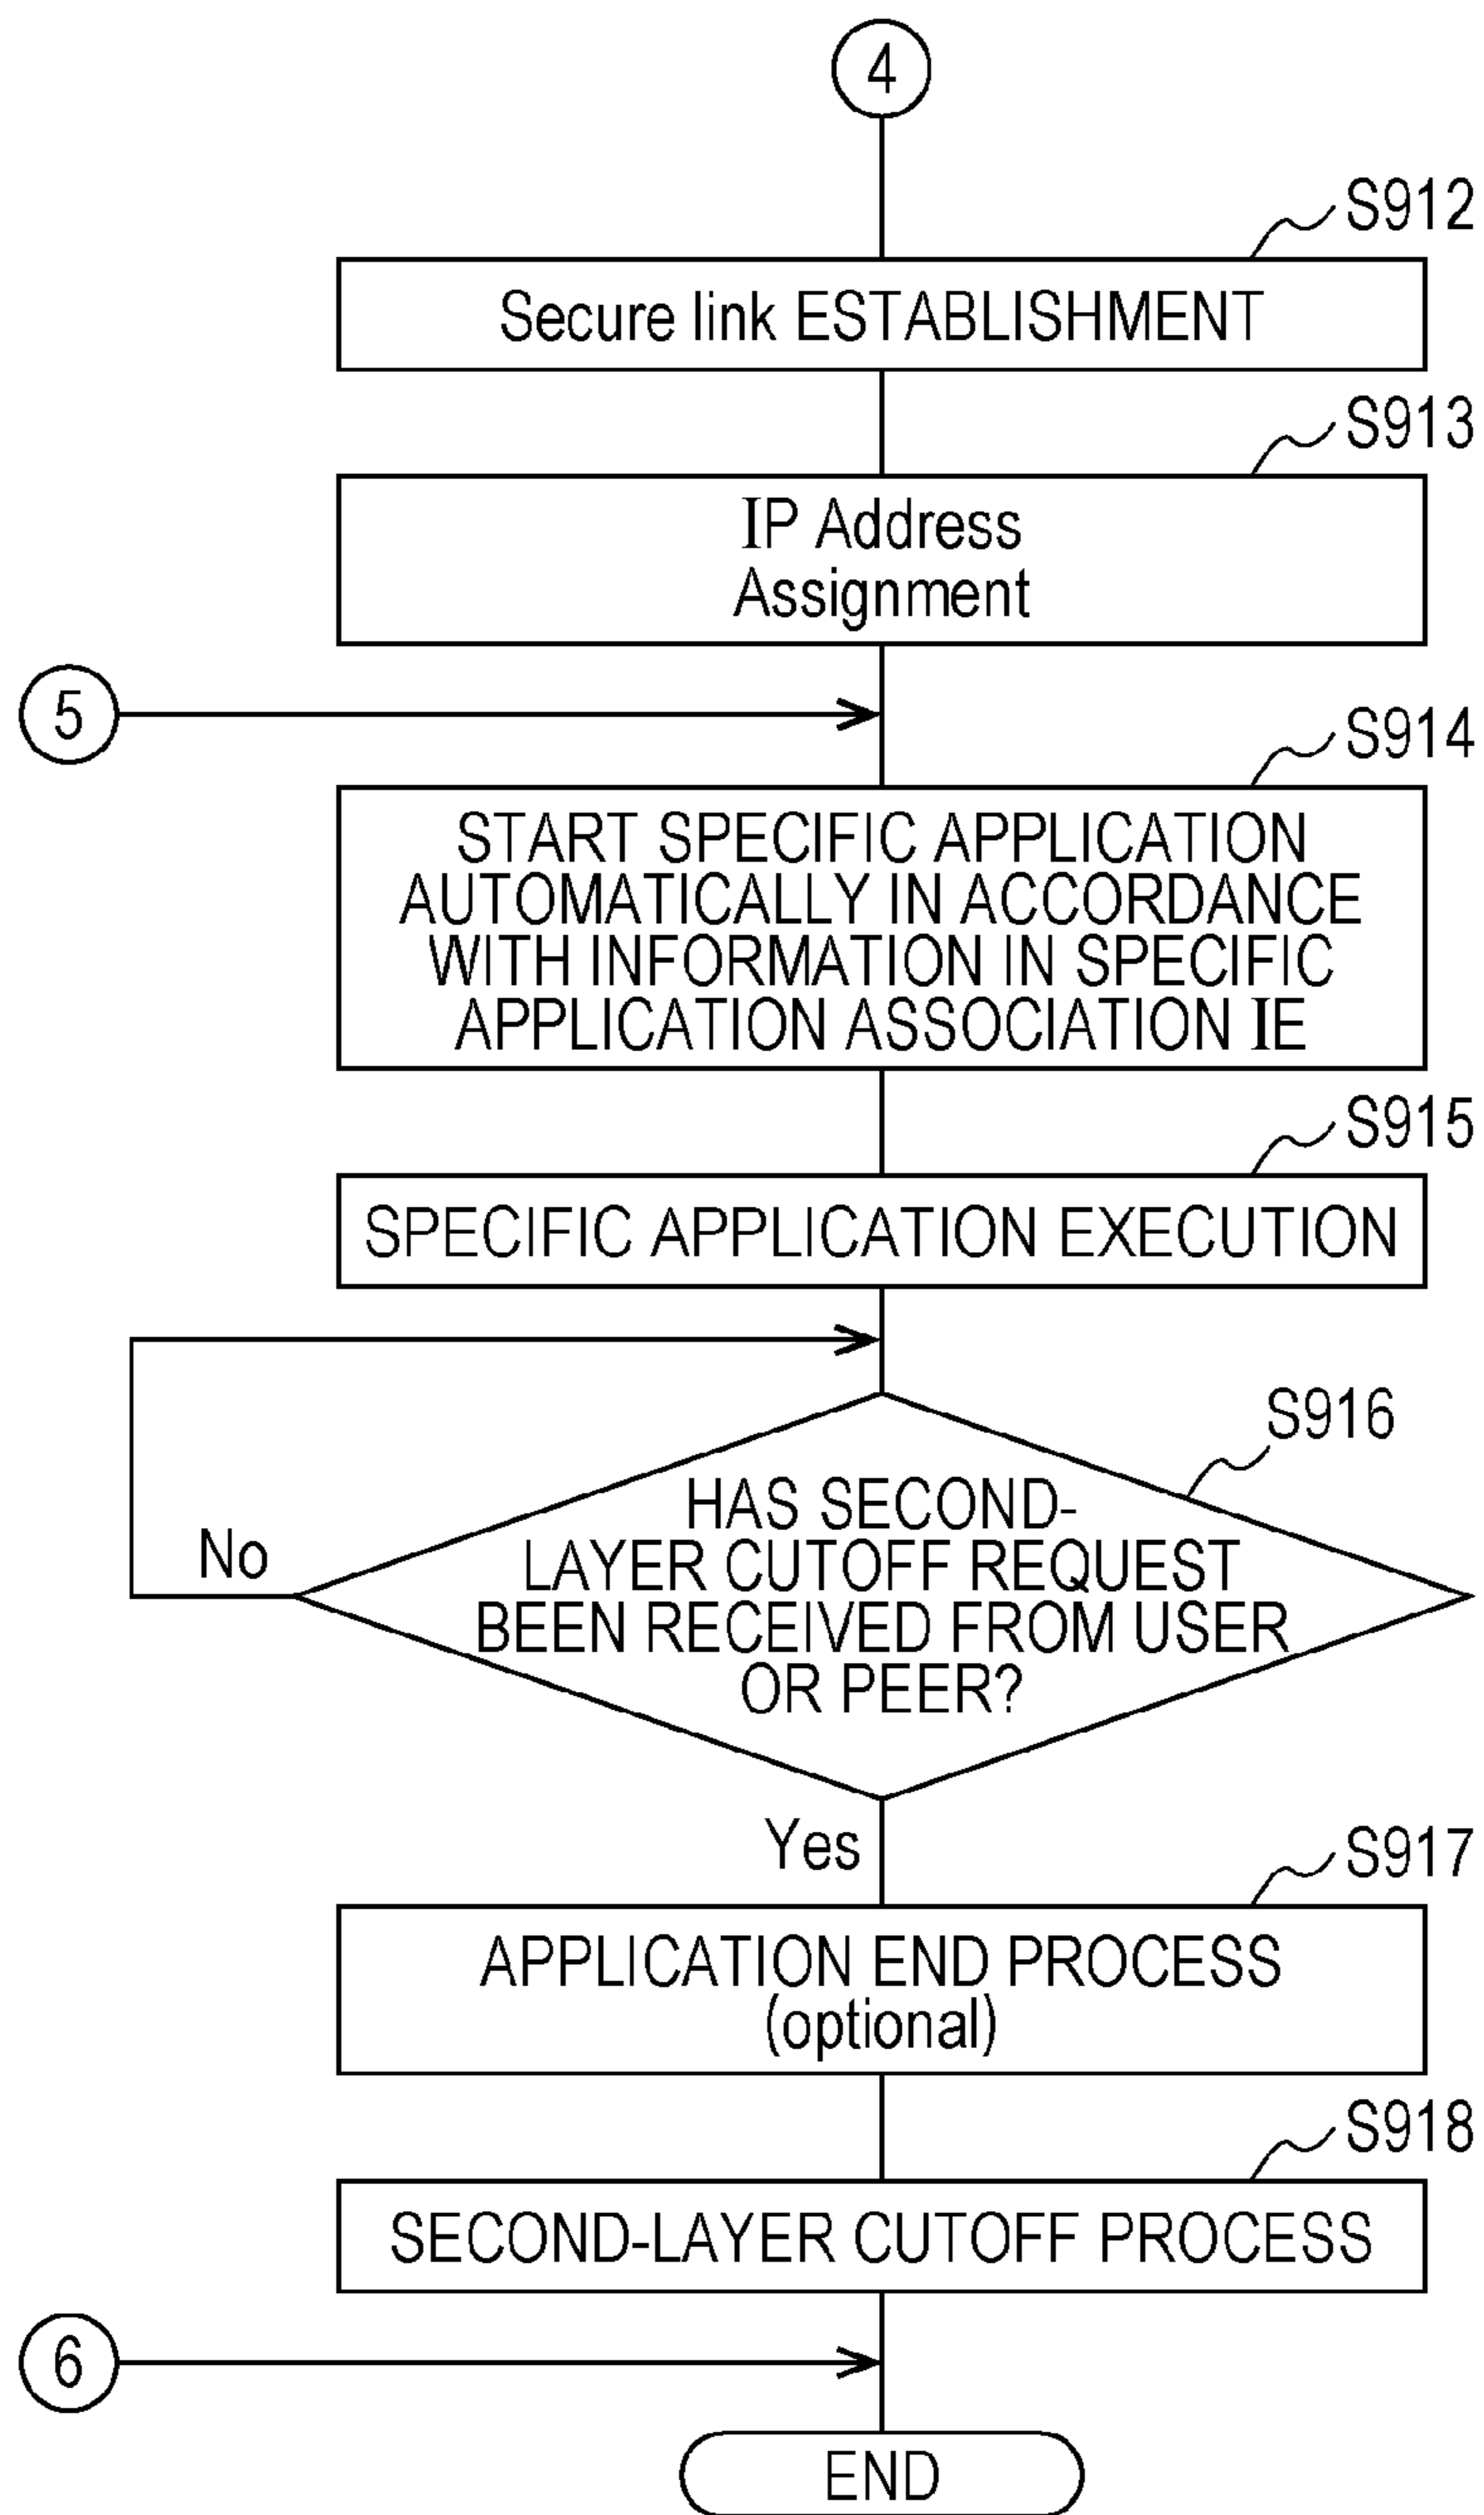 4
S912
Secure link ESTABLISHMENT
S913
IP Address
Assignment
5
S914
START SPECIFIC APPLICATION
AUTOMATICALLY IN ACCORDANCE
WITH INFORMATION IN SPECIFIC
APPLICATION ASSOCIATION IE
S915
SPECIFIC APPLICATION EXECUTION
S916
HAS SECOND-
LAYER CUTOFF REQUEST
BEEN RECEIVED FROM USER
OR PEER?
No
Yes
S917
APPLICATION END PROCESS
(optional)
S918
SECOND-LAYER CUTOFF PROCESS
6
END